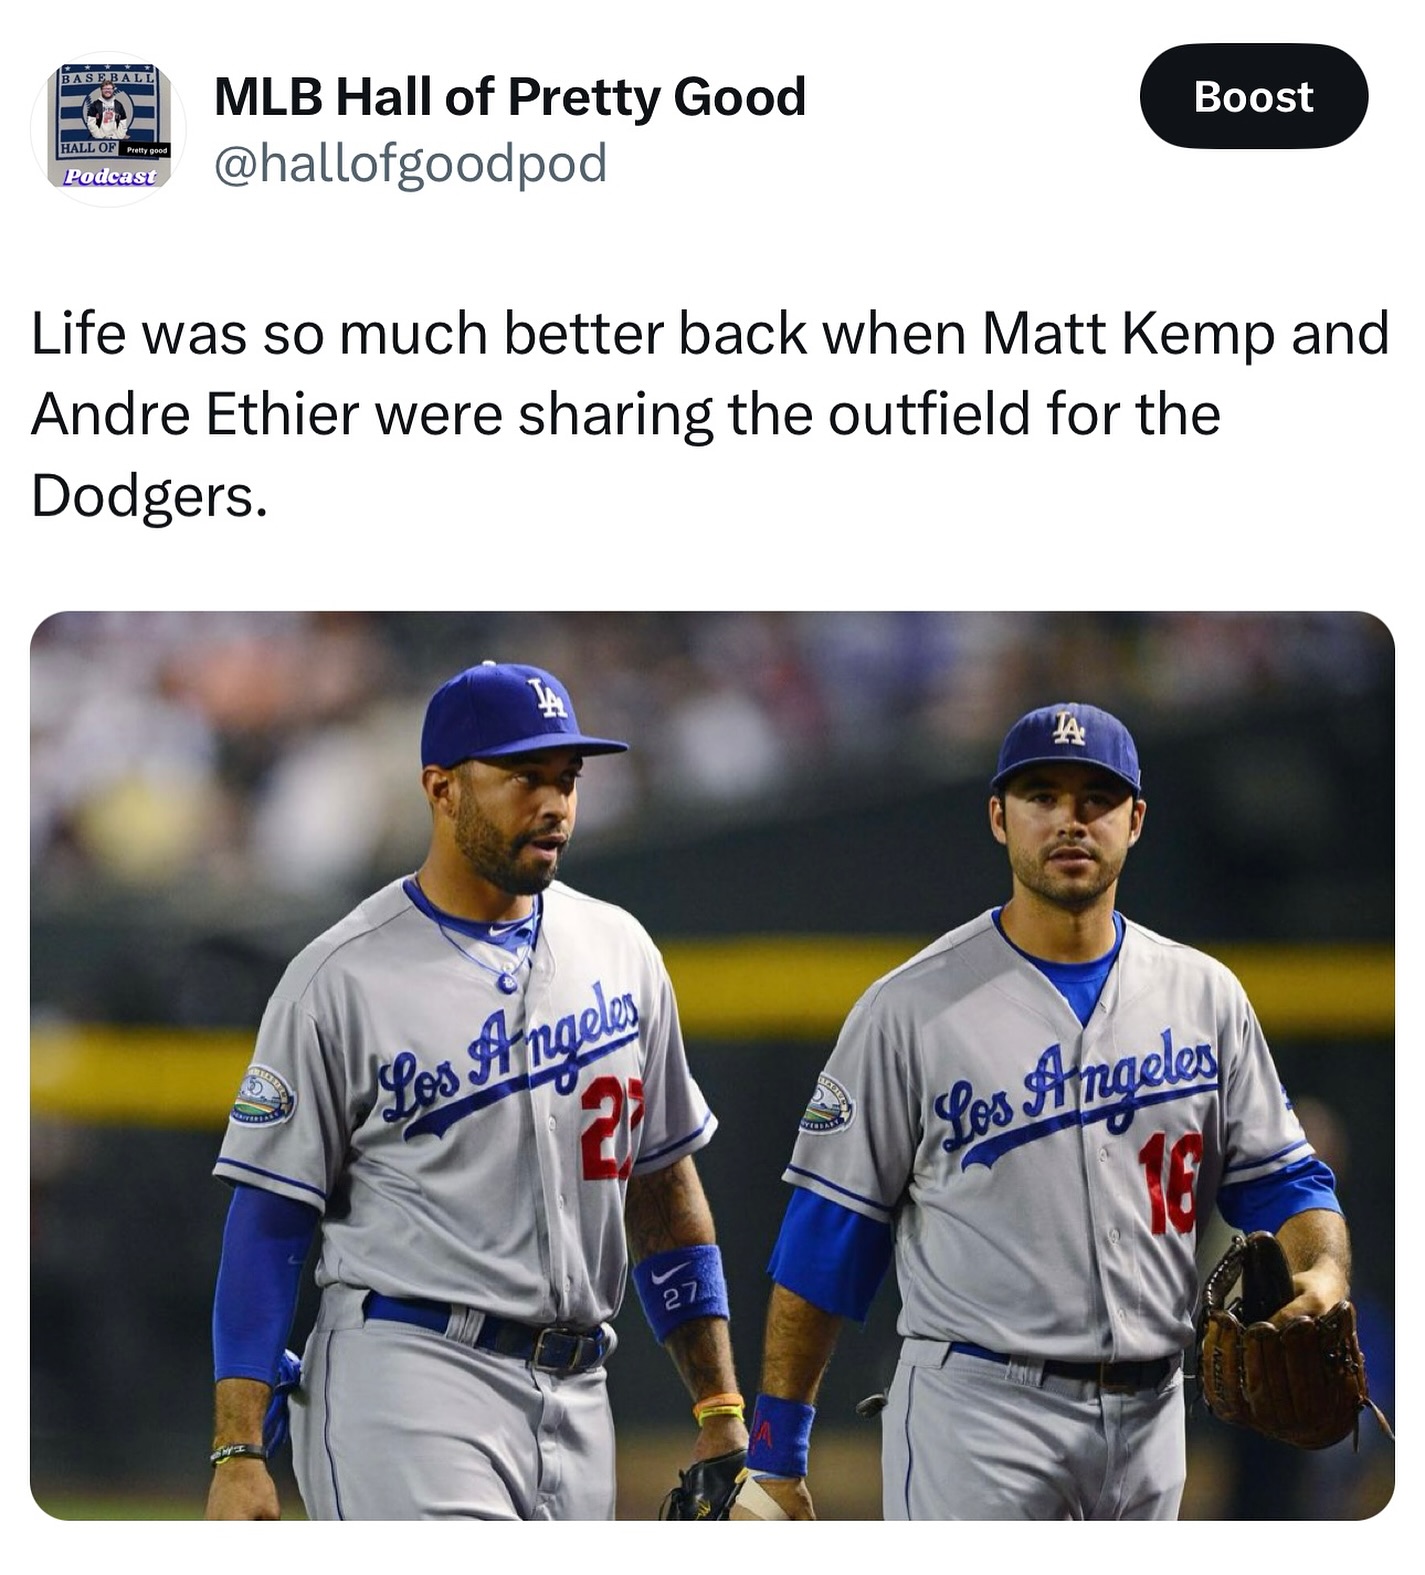 BASEBALL
HALL OF
Pretty good
Podcast
MLB Hall of Pretty Good
@hallofgoodpod
Boost
Life was so much better back when Matt Kemp and
Andre Ethier were sharing the outfield for the
Dodgers.
LA
LA
Los Angeles
27
Los Angeles
16
50
27